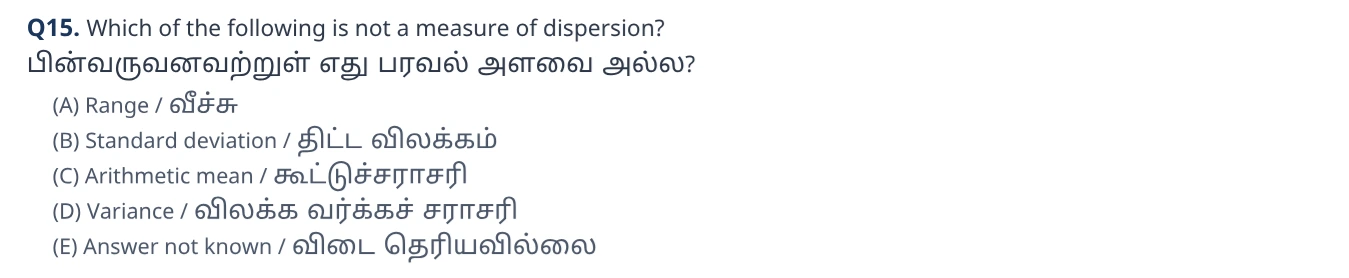 Q15. Which of the following is not a measure of dispersion?
பின்வருவனவற்றுள் எது பரவல் அளவை அல்ல?
(A) Range / வீச்சு
(B) Standard deviation / திட்ட விலக்கம்
(C) Arithmetic mean / கூட்டுச்சராசரி
(D) Variance / விலக்க வர்க்கச் சராசரி
(E) Answer not known / விடை தெரியவில்லை